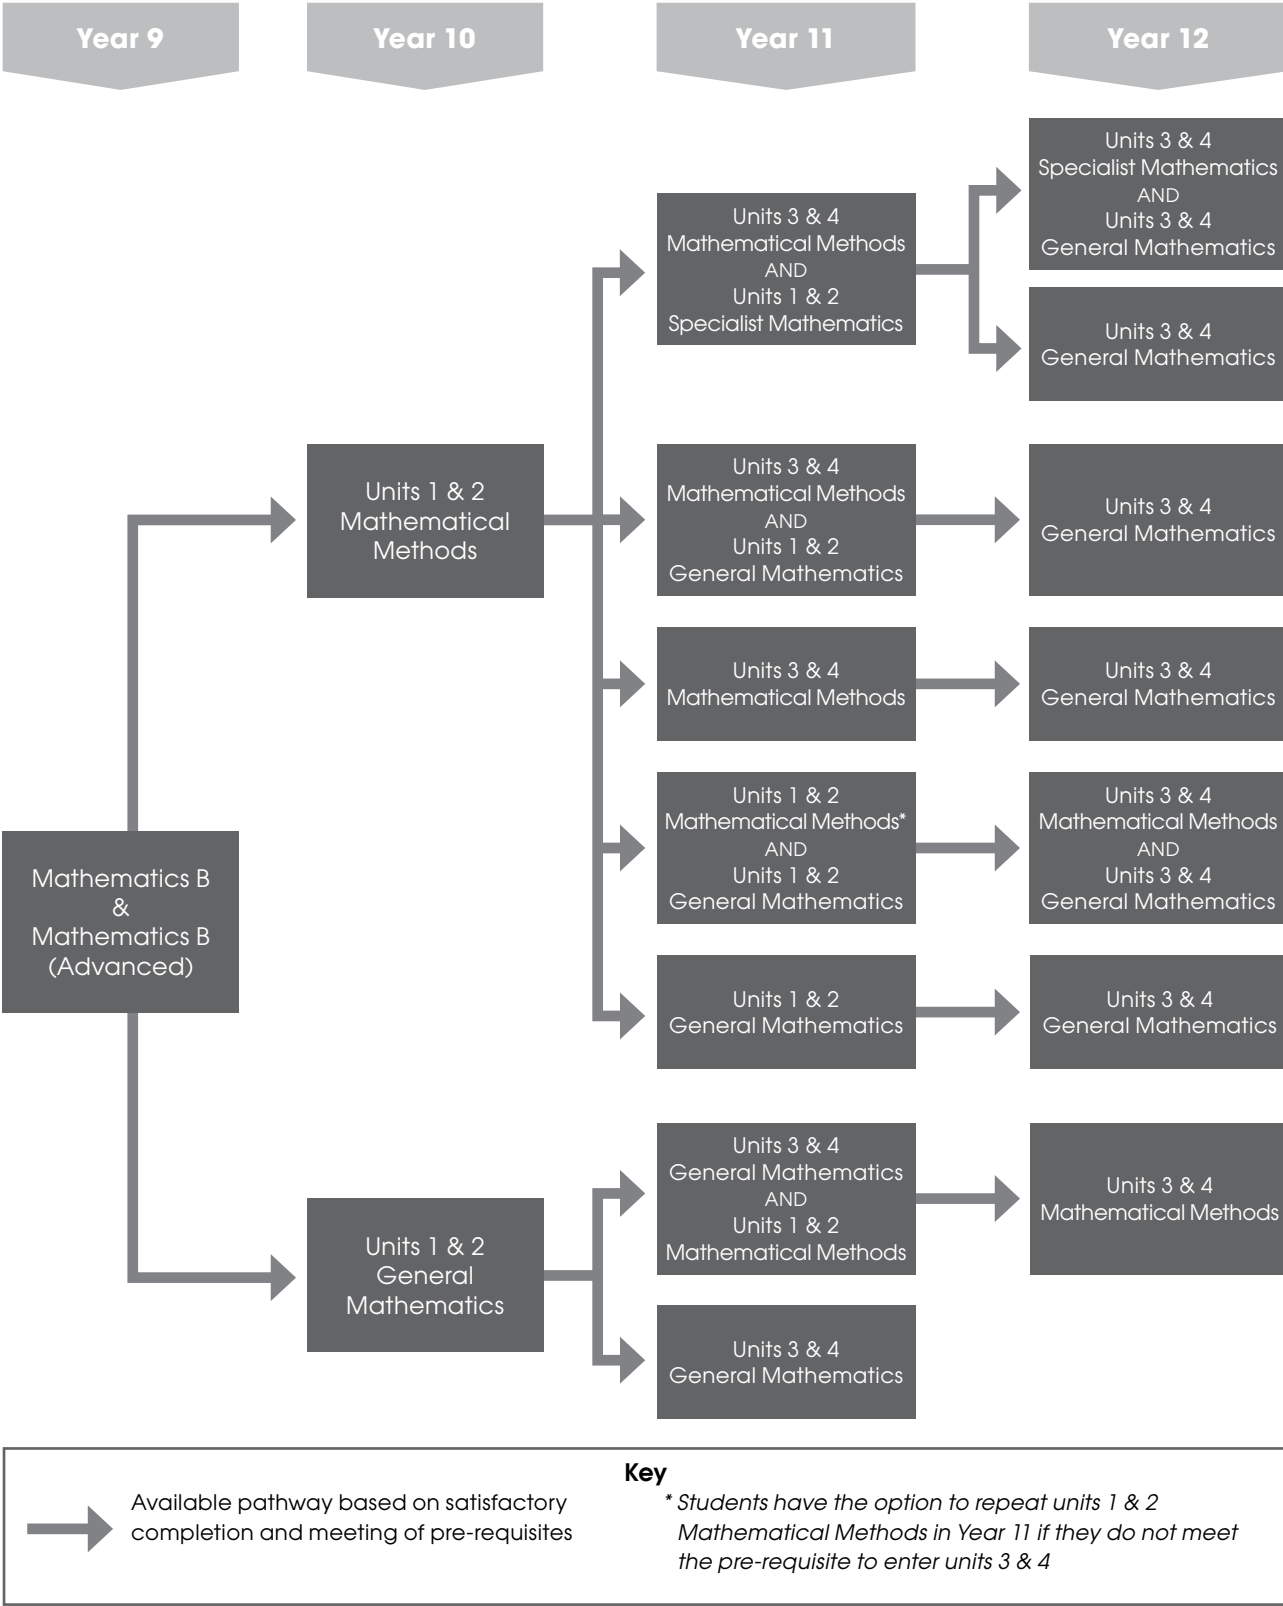 Year 9
Year 10
Year 11
Year 12
Units 3 & 4
Specialist Mathematics
AND
Units 3 & 4
General Mathematics
Units 3 & 4
Mathematical Methods
AND
Units 1 & 2
Specialist Mathematics
Units 3 & 4
General Mathematics
Units 1 & 2
Mathematical
Methods
Units 3 & 4
Mathematical Methods
AND
Units 1 & 2
General Mathematics
Units 3 & 4
General Mathematics
Units 3 & 4
Mathematical Methods
Units 3 & 4
General Mathematics
Units 1 & 2
Mathematical Methods*
AND
Units 1 & 2
General Mathematics
Units 3 & 4
Mathematical Methods
AND
Units 3 & 4
General Mathematics
Mathematics B
&
Mathematics B
(Advanced)
Units 1 & 2
General Mathematics
Units 3 & 4
General Mathematics
Units 1 & 2
General
Mathematics
Units 3 & 4
General Mathematics
AND
Units 1 & 2
Mathematical Methods
Units 3 & 4
Mathematical Methods
Units 3 & 4
General Mathematics
Key
Available pathway based on satisfactory
completion and meeting of pre-requisites
* Students have the option to repeat units 1 & 2
Mathematical Methods in Year 11 if they do not meet
the pre-requisite to enter units 3 & 4